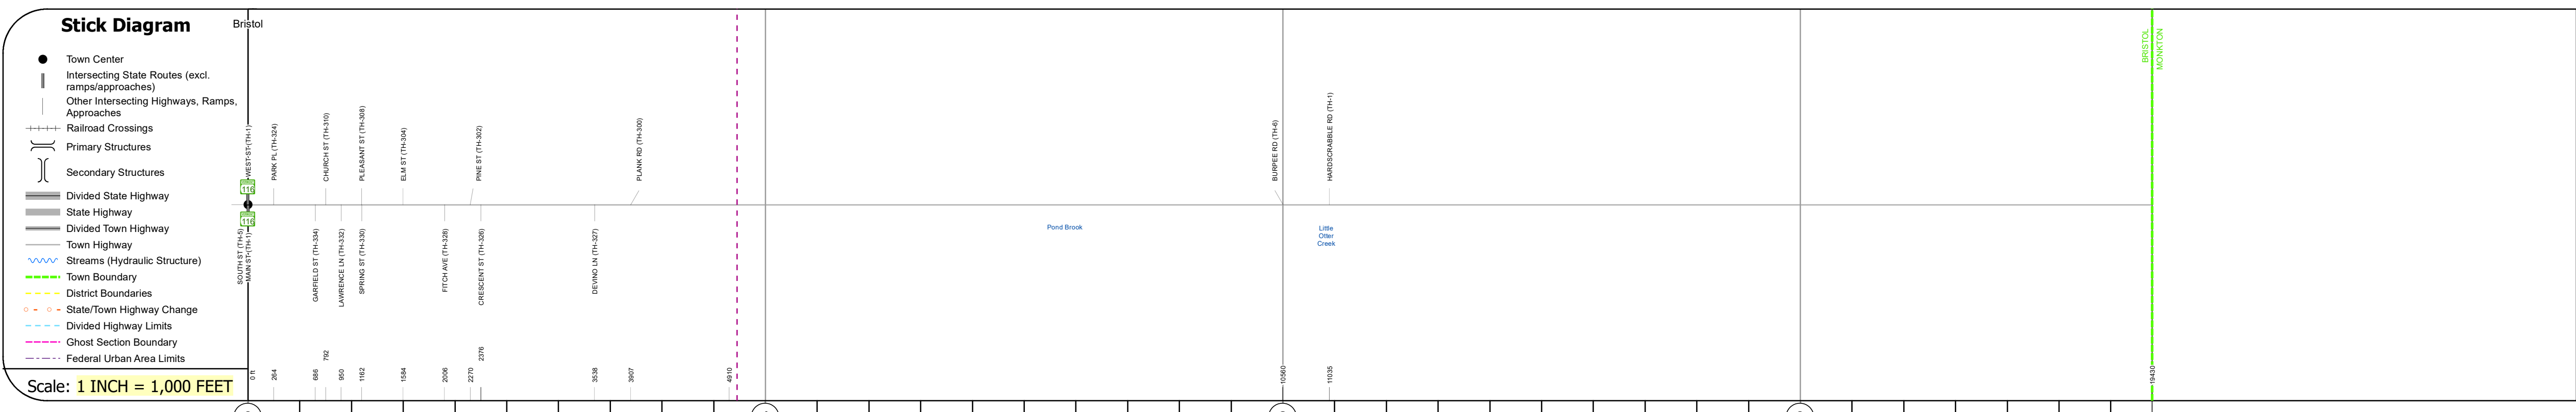 Stick Diagram
Town Center
Intersecting State Routes (excl.
ramps/approaches)
Other Intersecting Highways, Ramps,
Approaches
Railroad Crossings
Primary Structures
Secondary Structures
Divided State Highway
State Highway
Divided Town Highway
Town Highway
Streams (Hydraulic Structure)
Town Boundary
District Boundaries
State/Town Highway Change
Divided Highway Limits
Ghost Section Boundary
Federal Urban Area Limits
Scale: 1 INCH = 1,000 FEET
Bristol
WEST-ST-(TH-1)
PARK PL (TH-324)
CHURCH ST (TH-310)
PLEASANT ST (TH-308)
ELM ST (TH-304)
PINE ST (TH-302)
PLANK RD (TH-300)
BURPEE RD (TH-6)
HARDSCRABBLE RD (TH-1)
BRISTOL
MONKTON
116
116
SOUTH ST (TH-5)
MAIN ST-(TH-1)
GARFIELD ST (TH-334)
LAWRENCE LN (TH-332)
SPRING ST (TH-330)
FITCH AVE (TH-328)
CRESCENT ST (TH-326)
DEVINO LN (TH-327)
Pond Brook
Little
Otter
Creek
0 ft
264
686
792
950
1162
1584
2006
2270
2376
3538
3907
4910
10560
11035
19430